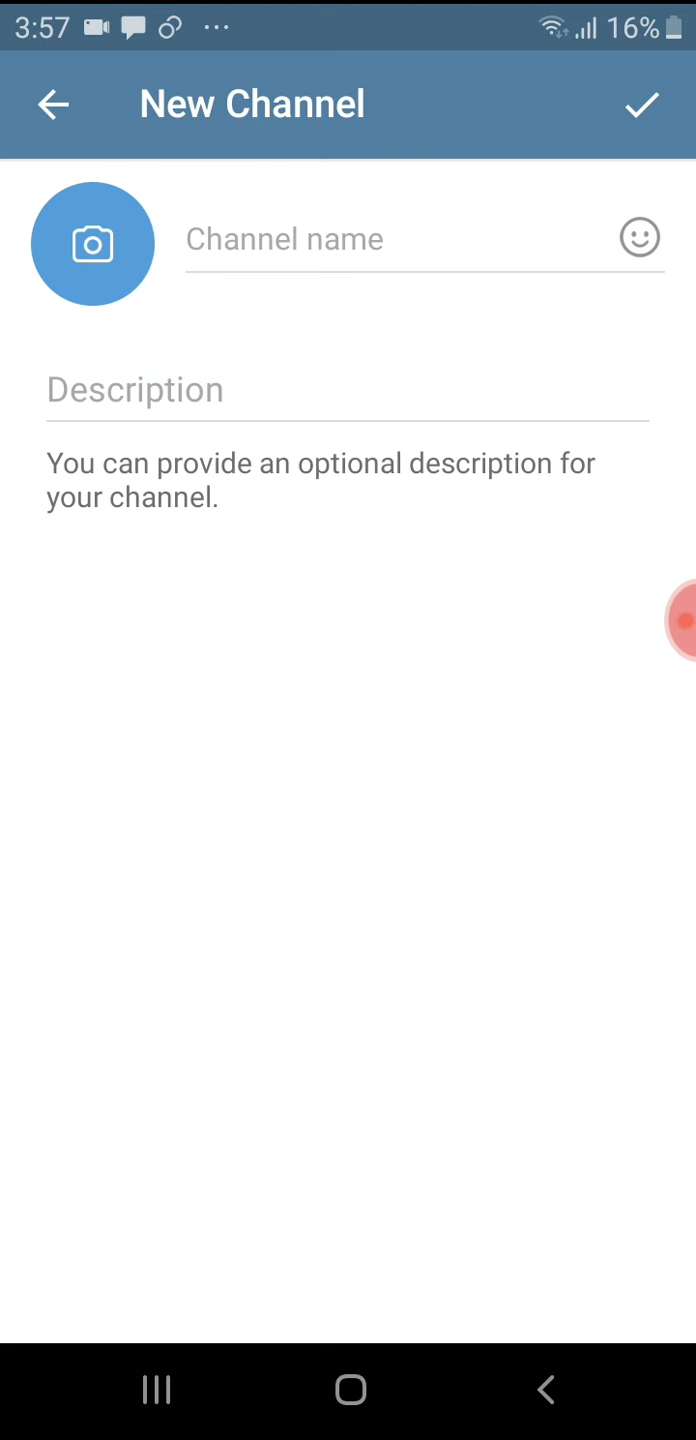 3:57 16%
New Channel
Channel name
Description
You can provide an optional description for
your channel.